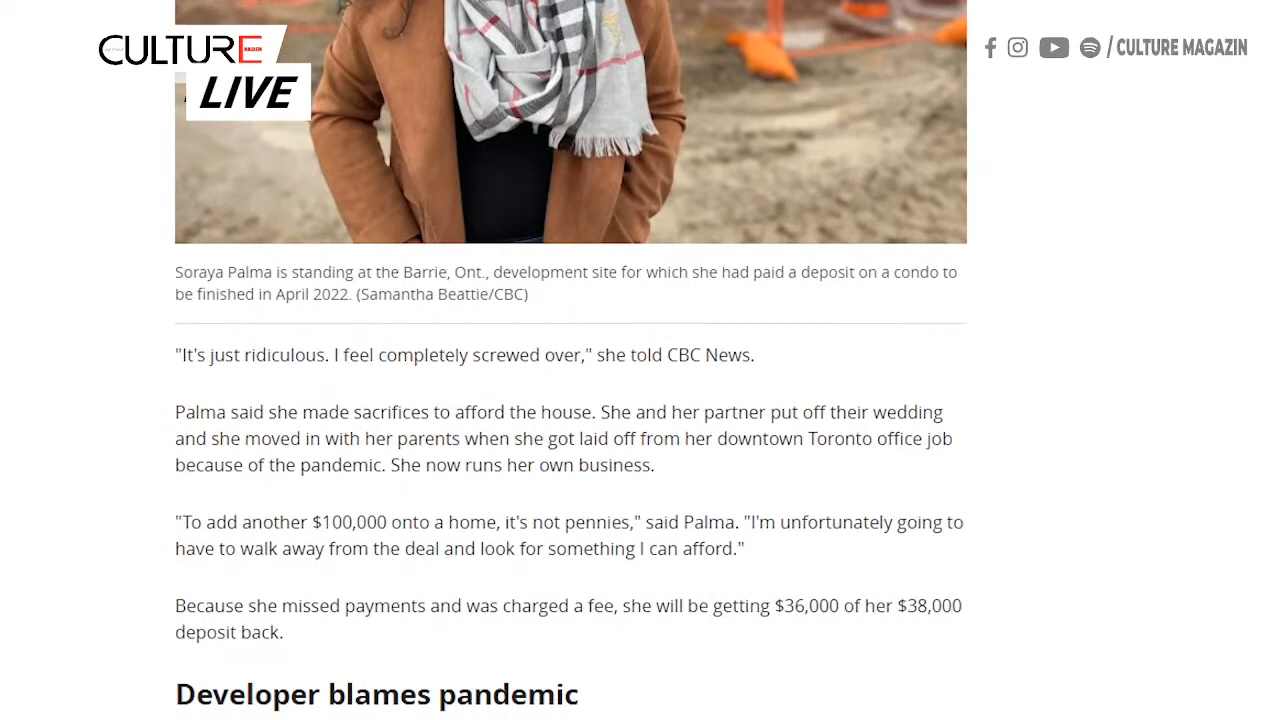 CULTURE
MAGAZIN
LIVE
/ CULTURE MAGAZIN
Soraya Palma is standing at the Barrie, Ont., development site for which she had paid a deposit on a condo to
be finished in April 2022. (Samantha Beattie/CBC)
"It's just ridiculous. I feel completely screwed over," she told CBC News.
Palma said she made sacrifices to afford the house. She and her partner put off their wedding
and she moved in with her parents when she got laid off from her downtown Toronto office job
because of the pandemic. She now runs her own business.
"To add another $100,000 onto a home, it's not pennies," said Palma. "I'm unfortunately going to
have to walk away from the deal and look for something I can afford."
Because she missed payments and was charged a fee, she will be getting $36,000 of her $38,000
deposit back.
Developer blames pandemic